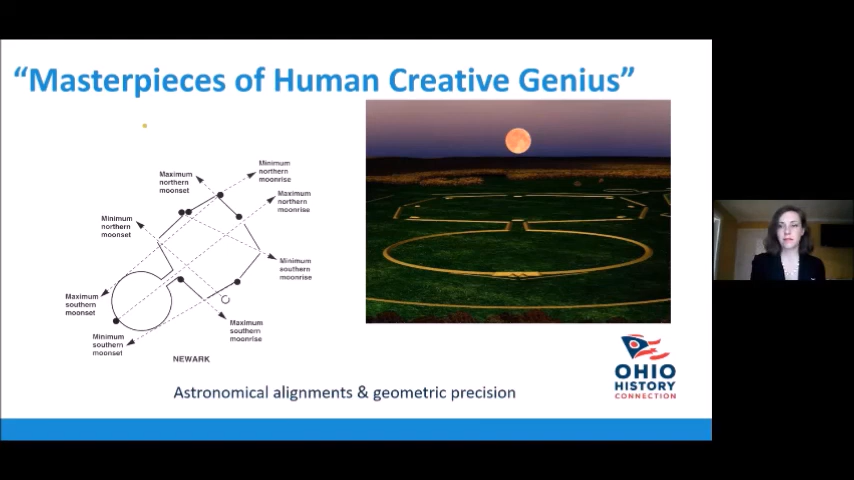 “Masterpieces of Human Creative Genius”
Minimum
northern
moonrise
Maximum
northern
moonset
Maximum
northern
moonrise
Minimum
northern
moonset
Minimum
southern
moonrise
Maximum
southern
moonset
Maximum
southern
moonrise
Minimum
southern
moonset
NEWARK
Astronomical alignments & geometric precision
OHIO
HISTORY
CONNECTION